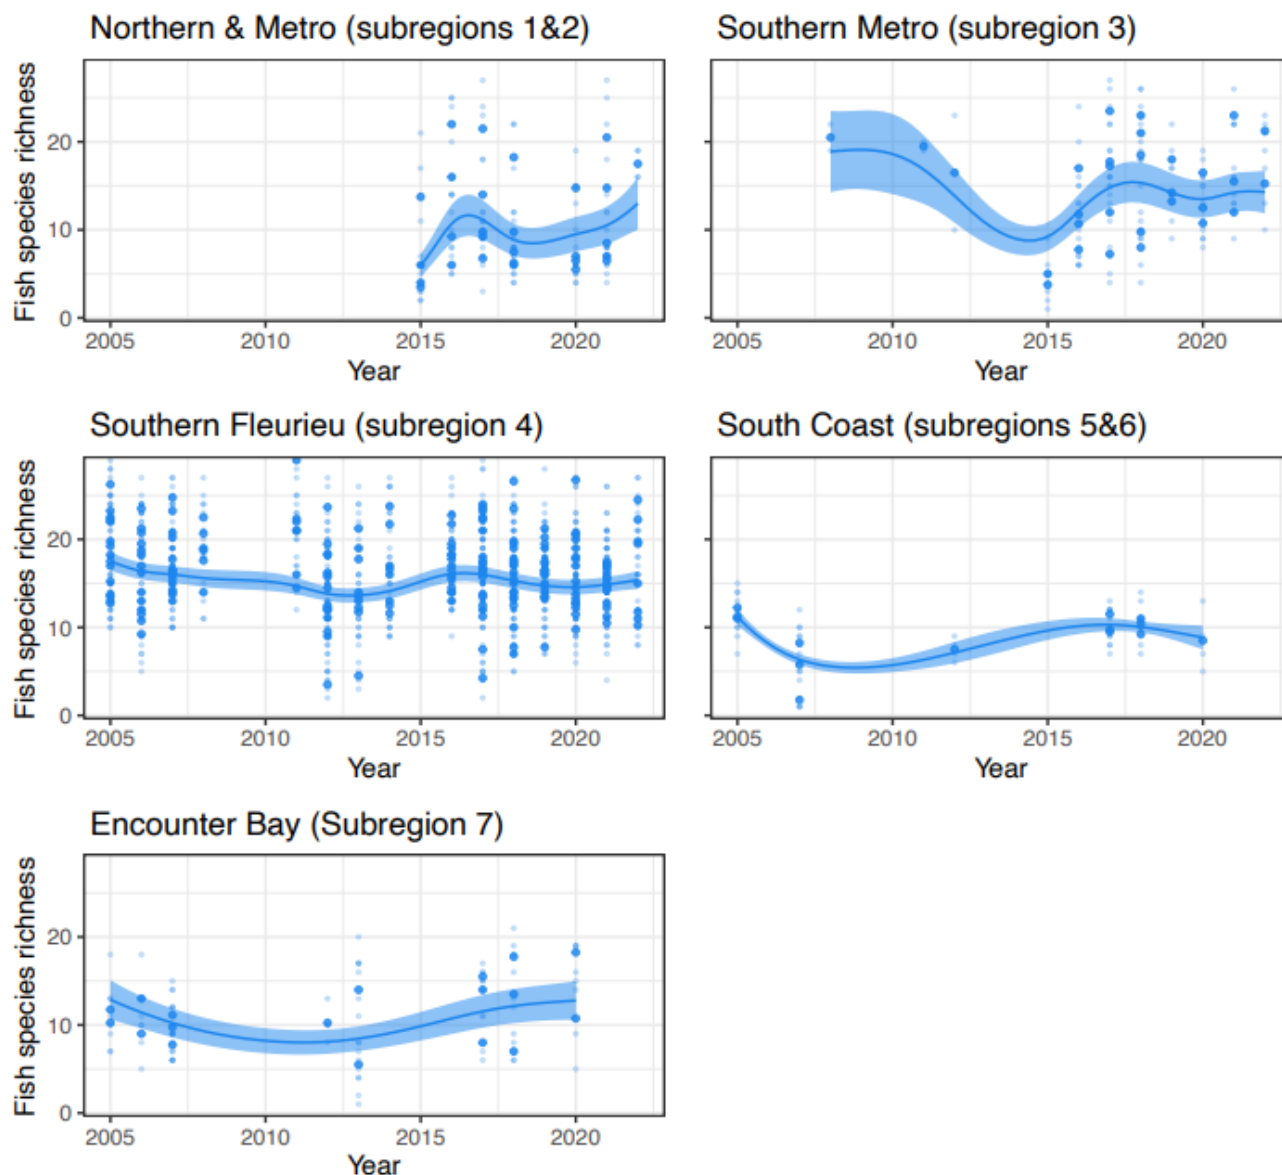 Northern & Metro (subregions 1&2)
Fish species richness
20
10
0
2005 2010 2015 2020
Year
Southern Metro (subregion 3)
Fish species richness
2005 2010 2015 2020
Year
Southern Fleurieu (subregion 4)
Fish species richness
20
10
0
2005 2010 2015 2020
Year
South Coast (subregions 5&6)
2005 2010 2015 2020
Year
Encounter Bay (Subregion 7)
Fish species richness
20
10
0
2005 2010 2015 2020
Year